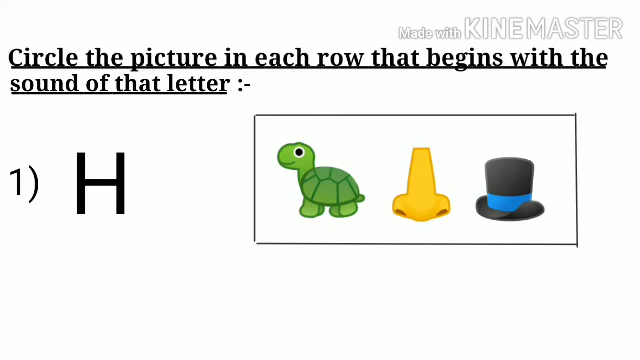 Made with KINEMASTER
Circle the picture in each row that begins with the
sound of that letter :-
1) H